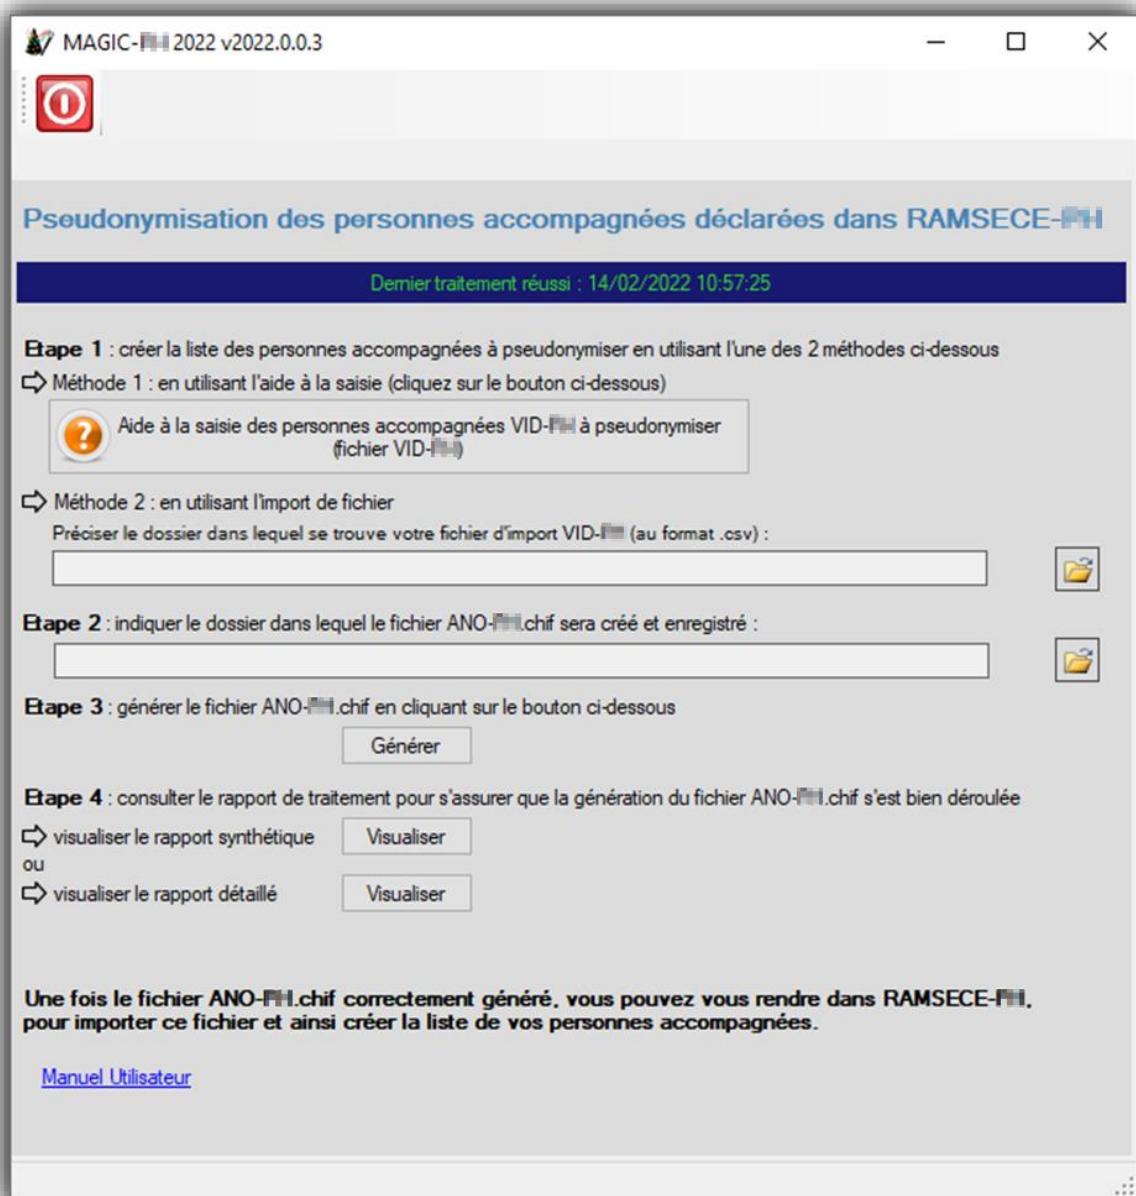 MAGIC- 2022 v2022.0.0.3
Pseudonymisation des personnes accompagnées déclarées dans RAMSECE-
Dernier traitement réussi : 14/02/2022 10:57:25
Etape 1 : créer la liste des personnes accompagnées à pseudonymiser en utilisant l'une des 2 méthodes ci-dessous
Méthode 1 : en utilisant l'aide à la saisie (cliquez sur le bouton ci-dessous)
Aide à la saisie des personnes accompagnées VID- à pseudonymiser
(fichier VID-)
Méthode 2 : en utilisant l'import de fichier
Préciser le dossier dans lequel se trouve votre fichier d'import VID- (au format .csv) :
Etape 2 : indiquer le dossier dans lequel le fichier ANO-.chif sera créé et enregistré :
Etape 3 : générer le fichier ANO-.chif en cliquant sur le bouton ci-dessous
Générer
Etape 4 : consulter le rapport de traitement pour s'assurer que la génération du fichier ANO-.chif s'est bien déroulée
visualiser le rapport synthétique Visualiser
ou
visualiser le rapport détaillé Visualiser
Une fois le fichier ANO-.chif correctement généré, vous pouvez vous rendre dans RAMSECE-,
pour importer ce fichier et ainsi créer la liste de vos personnes accompagnées.
Manuel Utilisateur